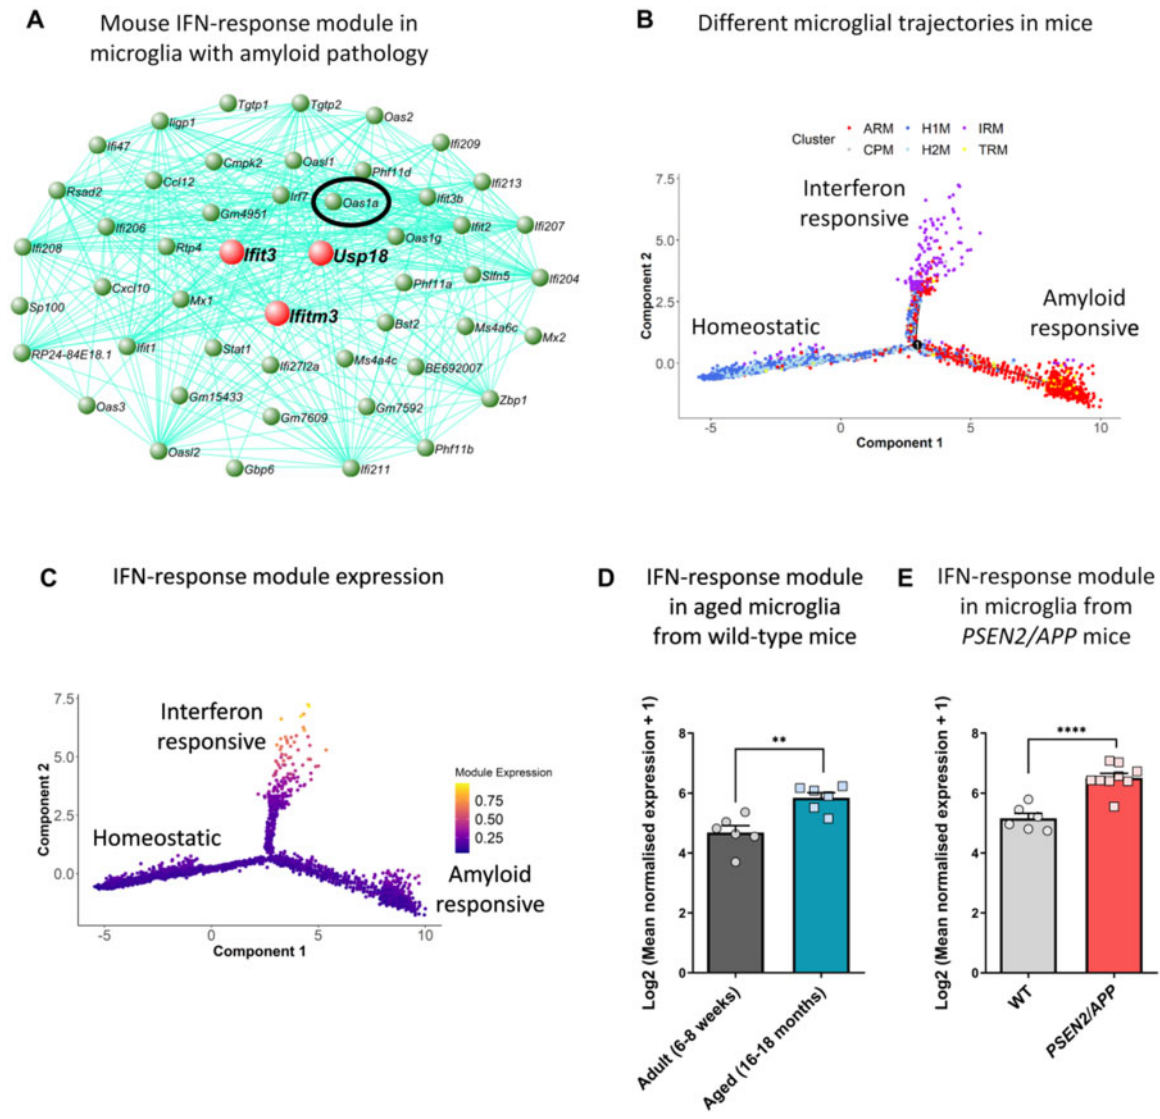 A
Mouse IFN-response module in
microglia with amyloid pathology
Tgtp1
Tgtp2
Oas2
Iigp1
Ifi209
Ifi47
Cmpk2
Oasl1
Phf11d
Ifi213
Rsad2
Ccl12
Irf7
Oas1a
Ifit3b
Gm4951
Ifi206
Ifit2
Ifi207
Oas1g
Ifi208
Rtp4
Ifit3
Usp18
Slfn5
Ifi204
Phf11a
Cxcl10
Mx1
Sp100
Ifitm3
Bst2
Ms4a6c
Mx2
RP24-84E18.1
Ifit1
Stat1
Ifi27l2a
Ms4a4c
BE692007
Oas3
Gm15433
Gm7609
Gm7592
Zbp1
Oasl2
Gbp6
Ifi211
Phf11b
B
Different microglial trajectories in mice
Cluster
ARM H1M IRM
CPM H2M TRM
7.5
5.0
2.5
0.0
Component 2
Interferon
responsive
Homeostatic
Amyloid
responsive
1
-5 0 5 10
Component 1
C
IFN-response module expression
7.5
5.0
2.5
0.0
Component 2
Interferon
responsive
Module Expression
0.75
0.50
0.25
Homeostatic
Amyloid
responsive
-5 0 5 10
Component 1
D
IFN-response module
in aged microglia
from wild-type mice
Log2 (Mean normalised expression + 1)
8
6
4
2
0
**
Adult (6-8 weeks)
Aged (16-18 months)
E
IFN-response module
in microglia from
PSEN2/APP mice
Log2 (Mean normalised expression + 1)
8
6
4
2
0
****
WT
PSEN2/APP